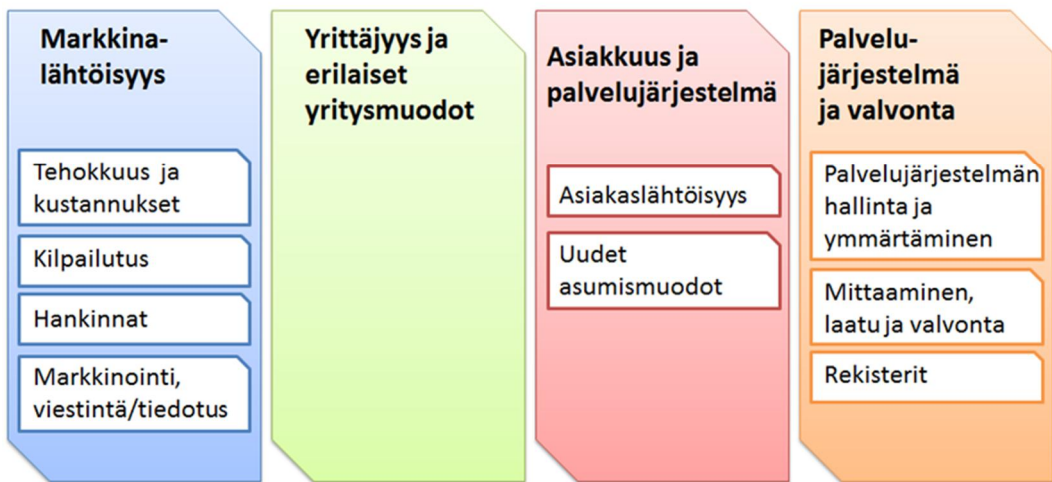 Markkina-
lähtöisyys
Tehokkuus ja
kustannukset
Kilpailutus
Hankinnat
Markkinointi,
viestintä/tiedotus
Yrittäjyys ja
erilaiset
yritysmuodot
Asiakkuus ja
palvelujärjestelmä
Asiakaslähtöisyys
Uudet
asumismuodot
Palvelu-
järjestelmä
ja valvonta
Palvelujärjestelmän
hallinta ja
ymmärtäminen
Mittaaminen,
laatu ja valvonta
Rekisterit